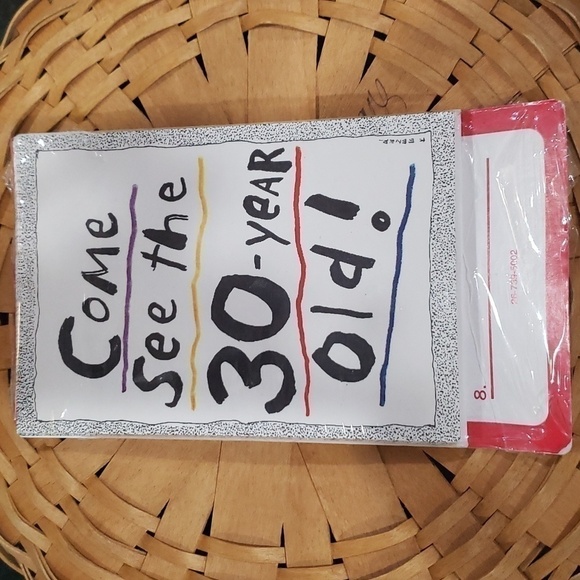 Come
See the
30-yeAR
Old!
8.